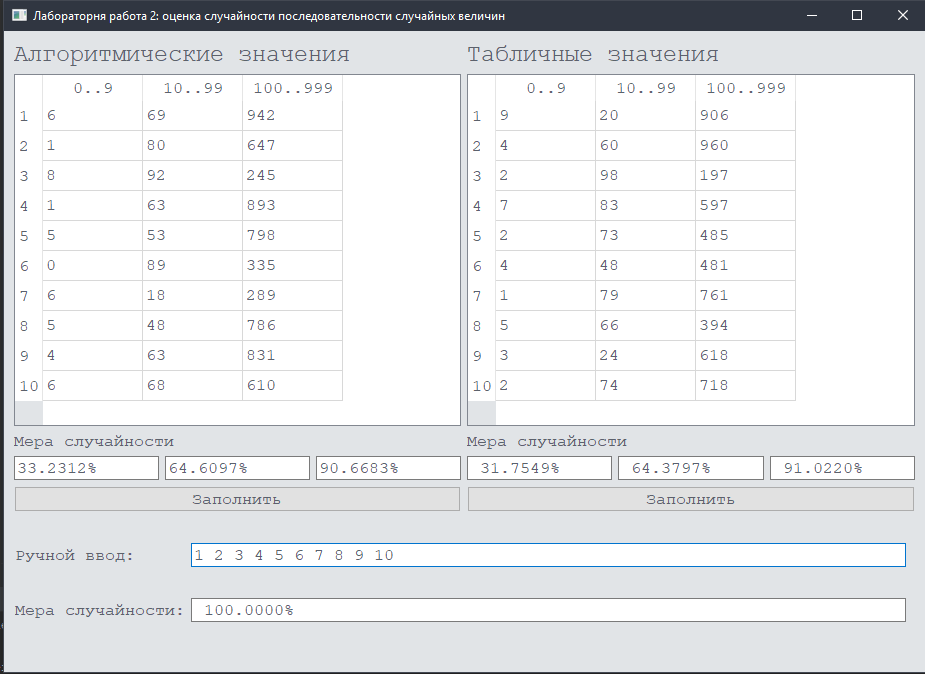 Лабораторня работа 2: оценка случайности последовательности случайных величин
Алгоритмические значения
0..9 10..99 100..999
1 6 69 942
2 1 80 647
3 8 92 245
4 1 63 893
5 5 53 798
6 0 89 335
7 6 18 289
8 5 48 786
9 4 63 831
10 6 68 610
Мера случайности
33.2312% 64.6097% 90.6683%
Заполнить
Табличные значения
0..9 10..99 100..999
1 9 20 906
2 4 60 960
3 2 98 197
4 7 83 597
5 2 73 485
6 4 48 481
7 1 79 761
8 5 66 394
9 3 24 618
10 2 74 718
Мера случайности
31.7549% 64.3797% 91.0220%
Заполнить
Ручной ввод: 1 2 3 4 5 6 7 8 9 10
Мера случайности: 100.0000%